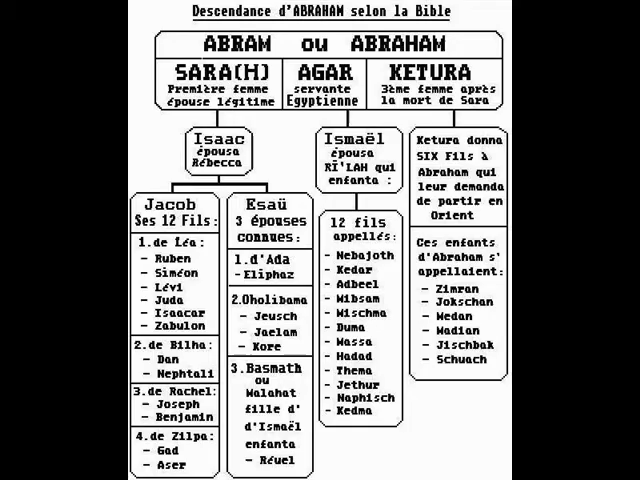 Descendance d'ABRAHAM selon la Bible
ABRAM ou ABRAHAM
SARA(H)
Première femme
épouse légitime
AGAR
servante
Egyptienne
KETURA
3ème femme après
la mort de Sara
Isaac
épousa
Rébecca
Ismaël
épousa
RĪ'LAH qui
enfanta :
Ketura donna
SIX Fils à
Abraham qui
leur demanda
de partir en
Orient
Jacob
Ses 12 Fils:
1.de Léa:
- Ruben
- Siméon
- Lévi
- Juda
- Isaacar
- Zabulon
2.de Bilha:
- Dan
- Nephtali
3.de Rachel:
- Joseph
- Benjamin
4.de Zilpa:
- Gad
- Aser
Esaü
3 épouses
connues:
1.d'Ada
- Eliphaz
2.Oholibama
- Jeusch
- Jaelam
- Kore
3.Basmath
ou
Malahat
fille d'
d'Ismaël
enfanta
- Réuel
12 fils
appellés:
- Nebajoth
- Kedar
- Adbeel
- Mibsam
- Mischma
- Duma
- Massa
- Hadad
- Thema
- Jethur
- Naphisch
- Kedma
Ces enfants
d'Abraham s'
appellaient:
- Zimran
- Jokschan
- Medan
- Madian
- Jischbak
- Schuach